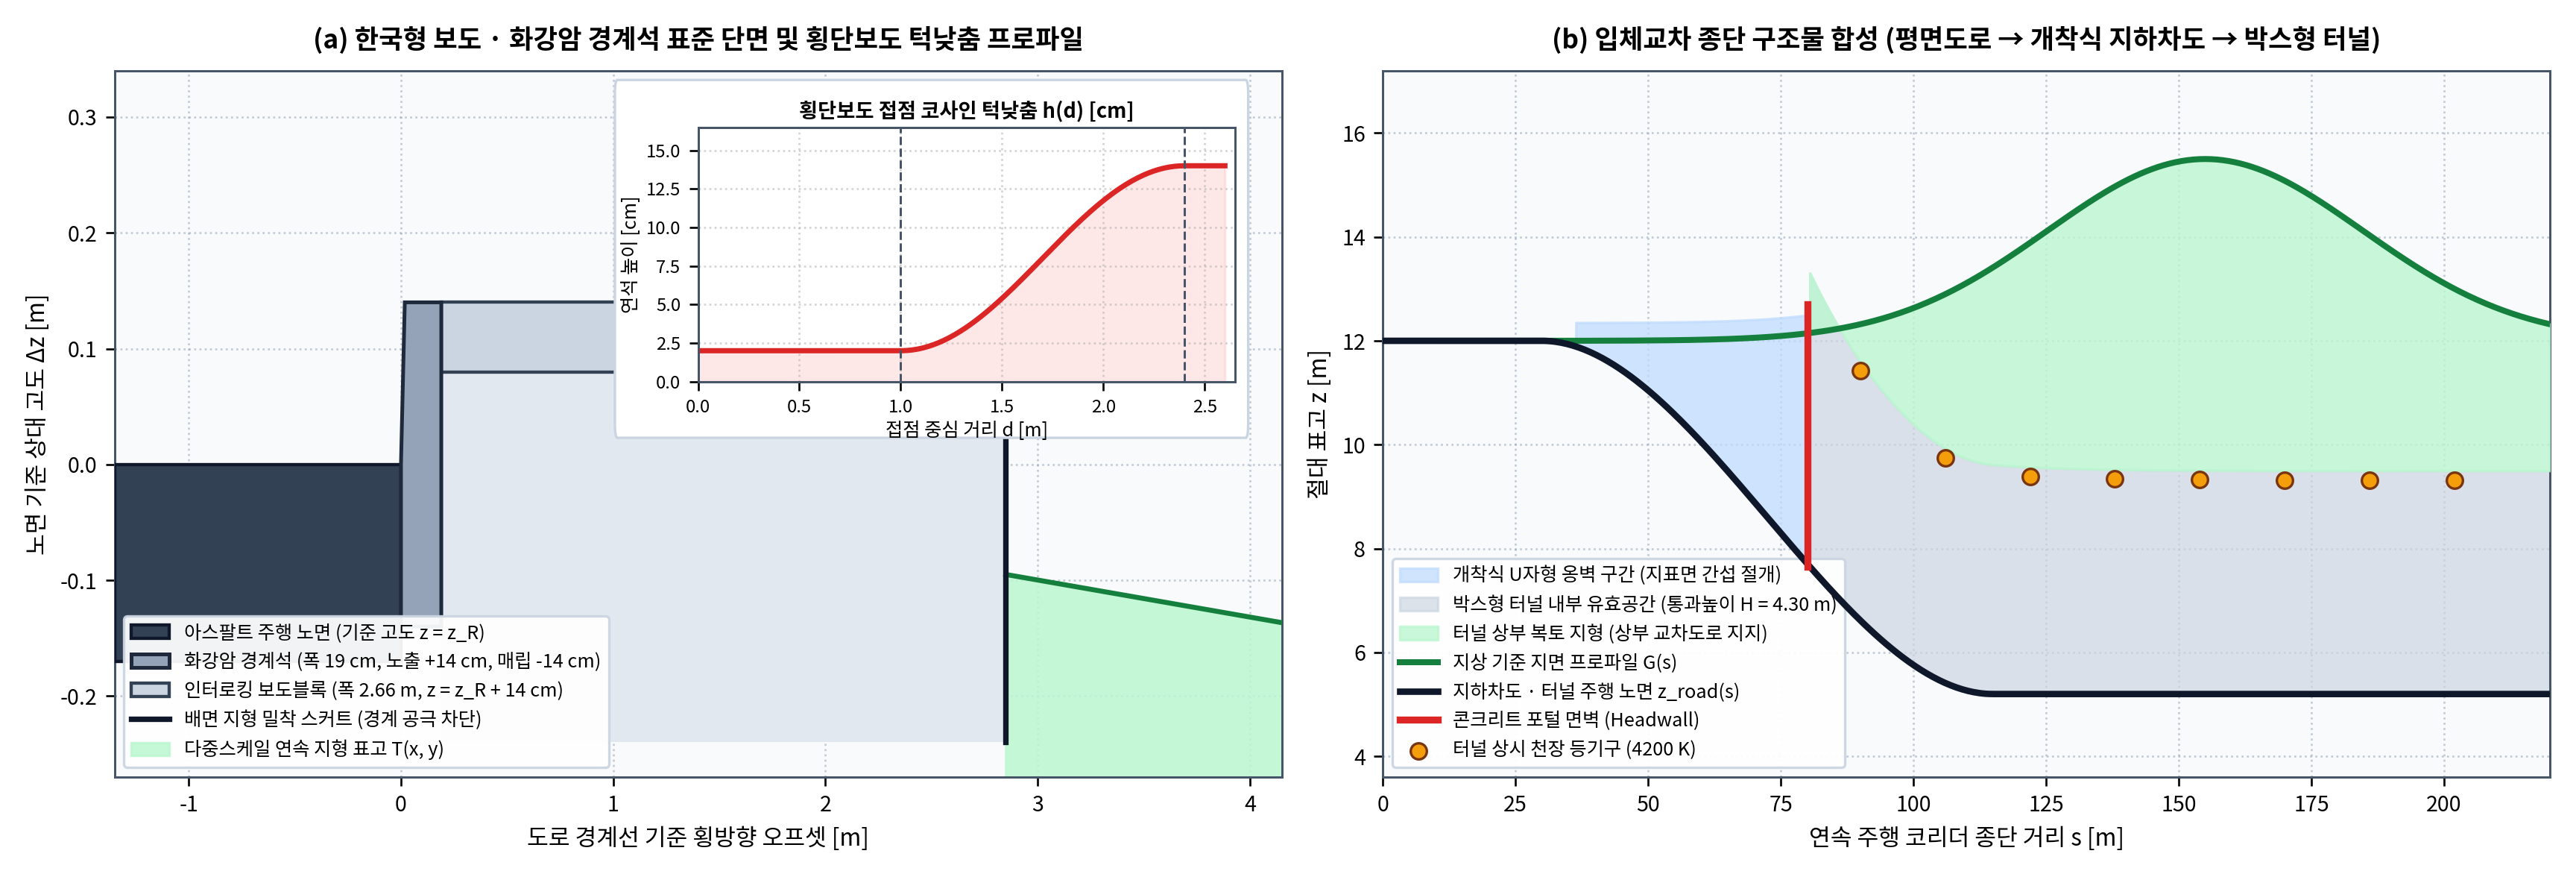 (a) 한국형 보도 · 화강암 경계석 표준 단면 및 횡단보도 턱낮춤 프로파일
노면 기준 상대 고도 Δz [m]
0.3
0.2
0.1
0.0
-0.1
-0.2
-1
0
1
2
3
4
도로 경계선 기준 횡방향 오프셋 [m]
횡단보도 접점 코사인 턱낮춤 h(d) [cm]
연석 높이 [cm]
15.0
12.5
10.0
7.5
5.0
2.5
0.0
0.0
0.5
1.0
1.5
2.0
2.5
접점 중심 거리 d [m]
아스팔트 주행 노면 (기준 고도 z = z_R)
화강암 경계석 (폭 19 cm, 노출 +14 cm, 매립 -14 cm)
인터로킹 보도블록 (폭 2.66 m, z = z_R + 14 cm)
배면 지형 밀착 스커트 (경계 공극 차단)
다중스케일 연속 지형 표고 T(x, y)
(b) 입체교차 종단 구조물 합성 (평면도로 → 개착식 지하차도 → 박스형 터널)
절대 표고 z [m]
16
14
12
10
8
6
4
0
25
50
75
100
125
150
175
200
연속 주행 코리더 종단 거리 s [m]
개착식 U자형 옹벽 구간 (지표면 간섭 절개)
박스형 터널 내부 유효공간 (통과높이 H = 4.30 m)
터널 상부 복토 지형 (상부 교차도로 지지)
지상 기준 지면 프로파일 G(s)
지하차도 · 터널 주행 노면 z_road(s)
콘크리트 포털 면벽 (Headwall)
터널 상시 천장 등기구 (4200 K)